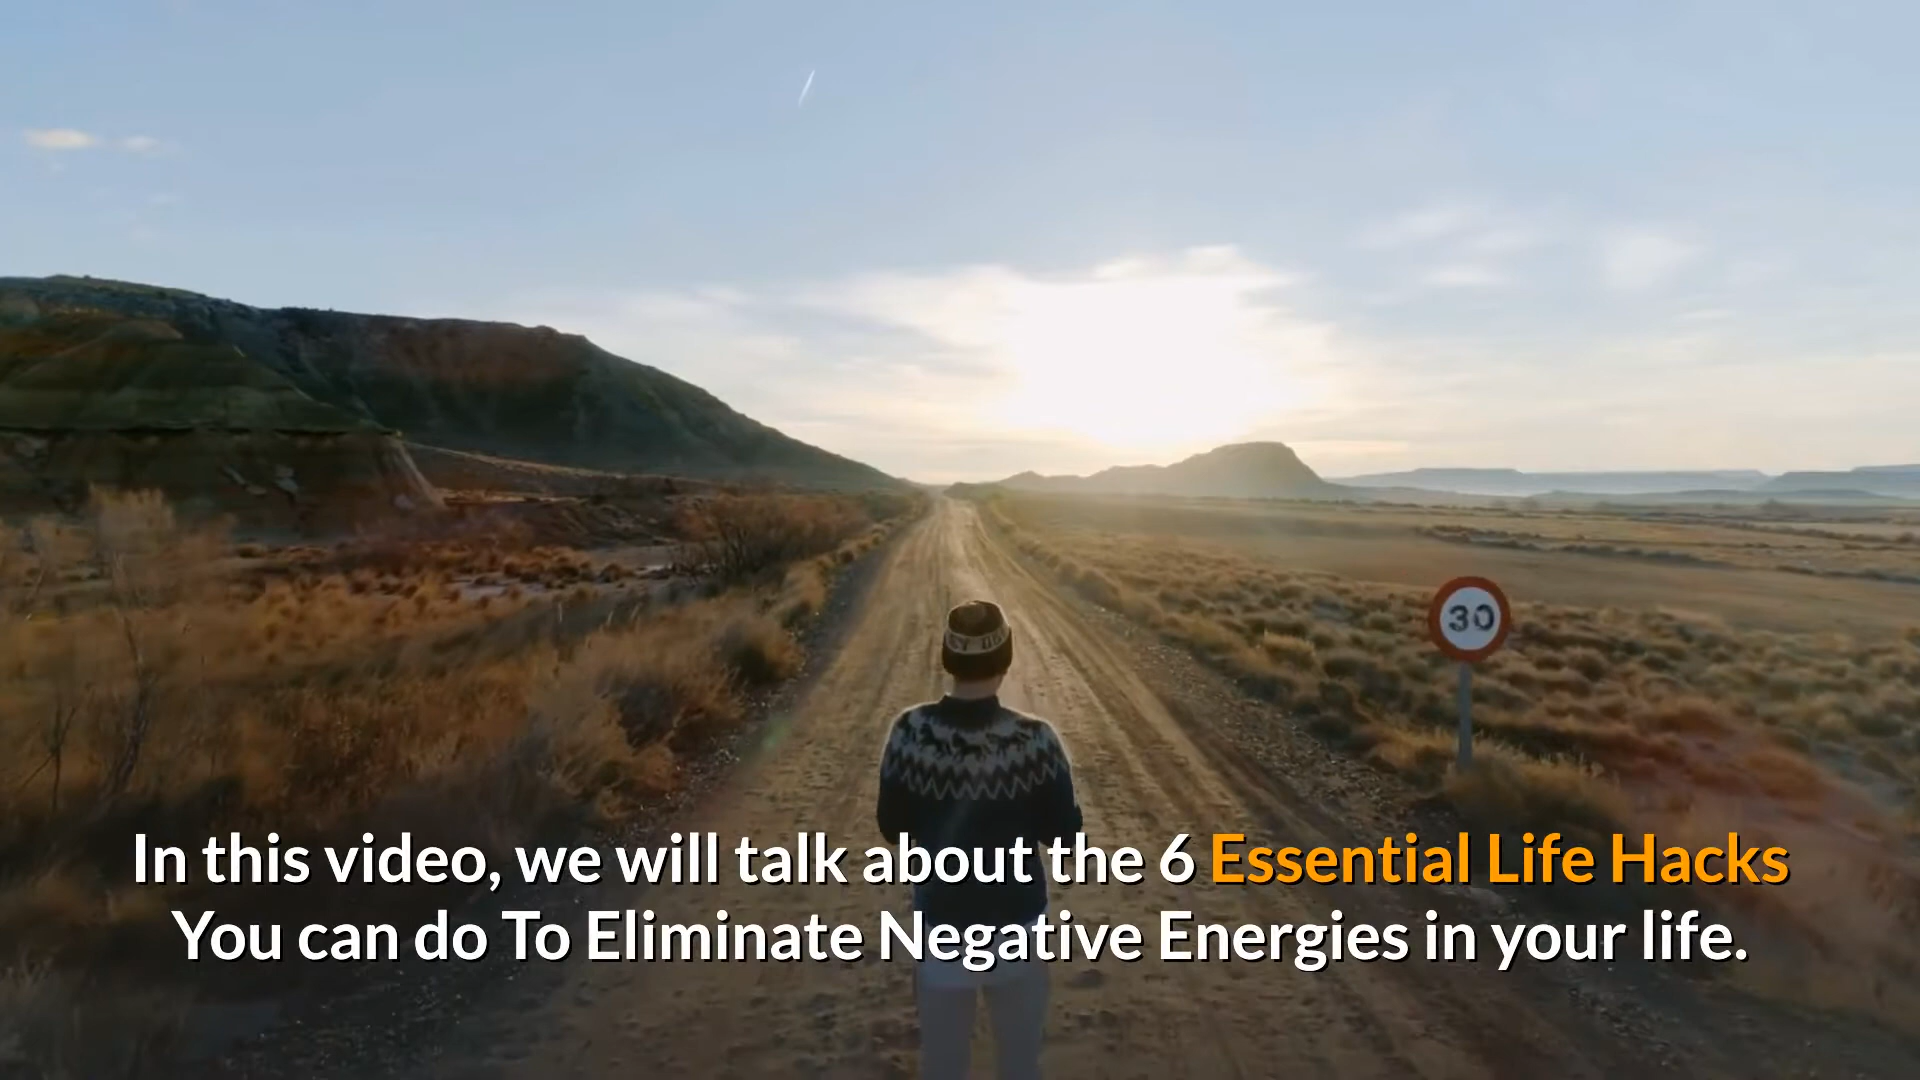 30
In this video, we will talk about the 6 Essential Life Hacks
You can do To Eliminate Negative Energies in your life.